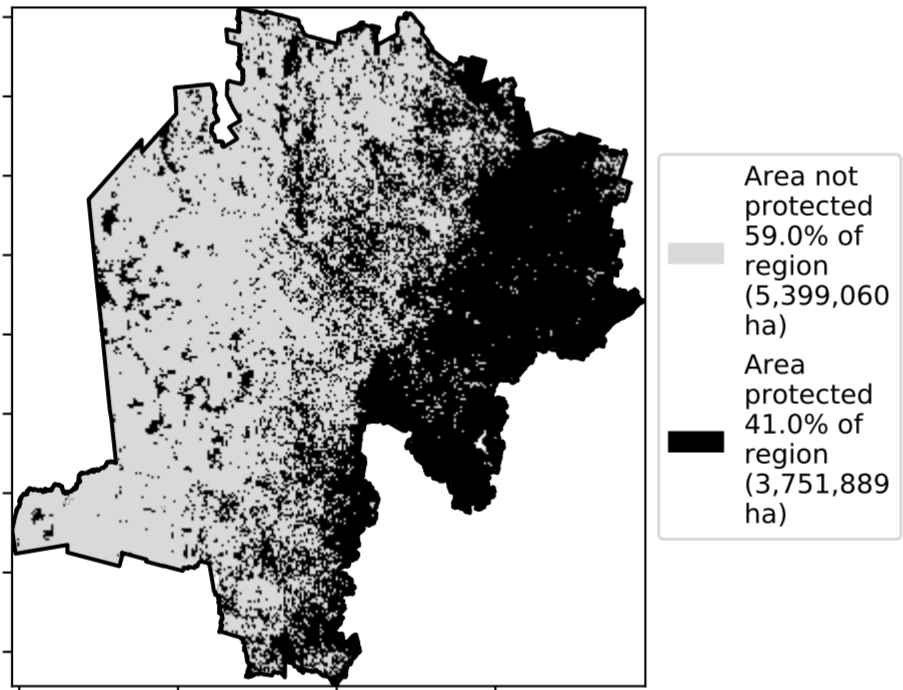 Area not
protected
59.0% of
region
(5,399,060
ha)
Area
protected
41.0% of
region
(3,751,889
ha)